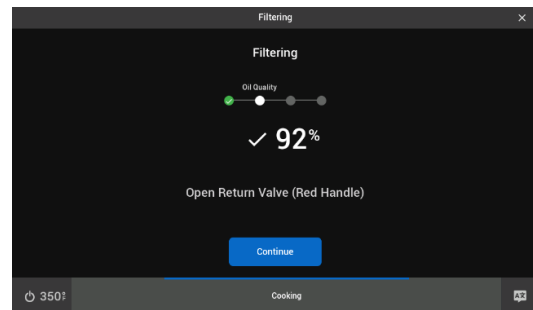 Filtering
Filtering
Oil Quality
92%
Open Return Valve (Red Handle)
Continue
350°F
Cooking